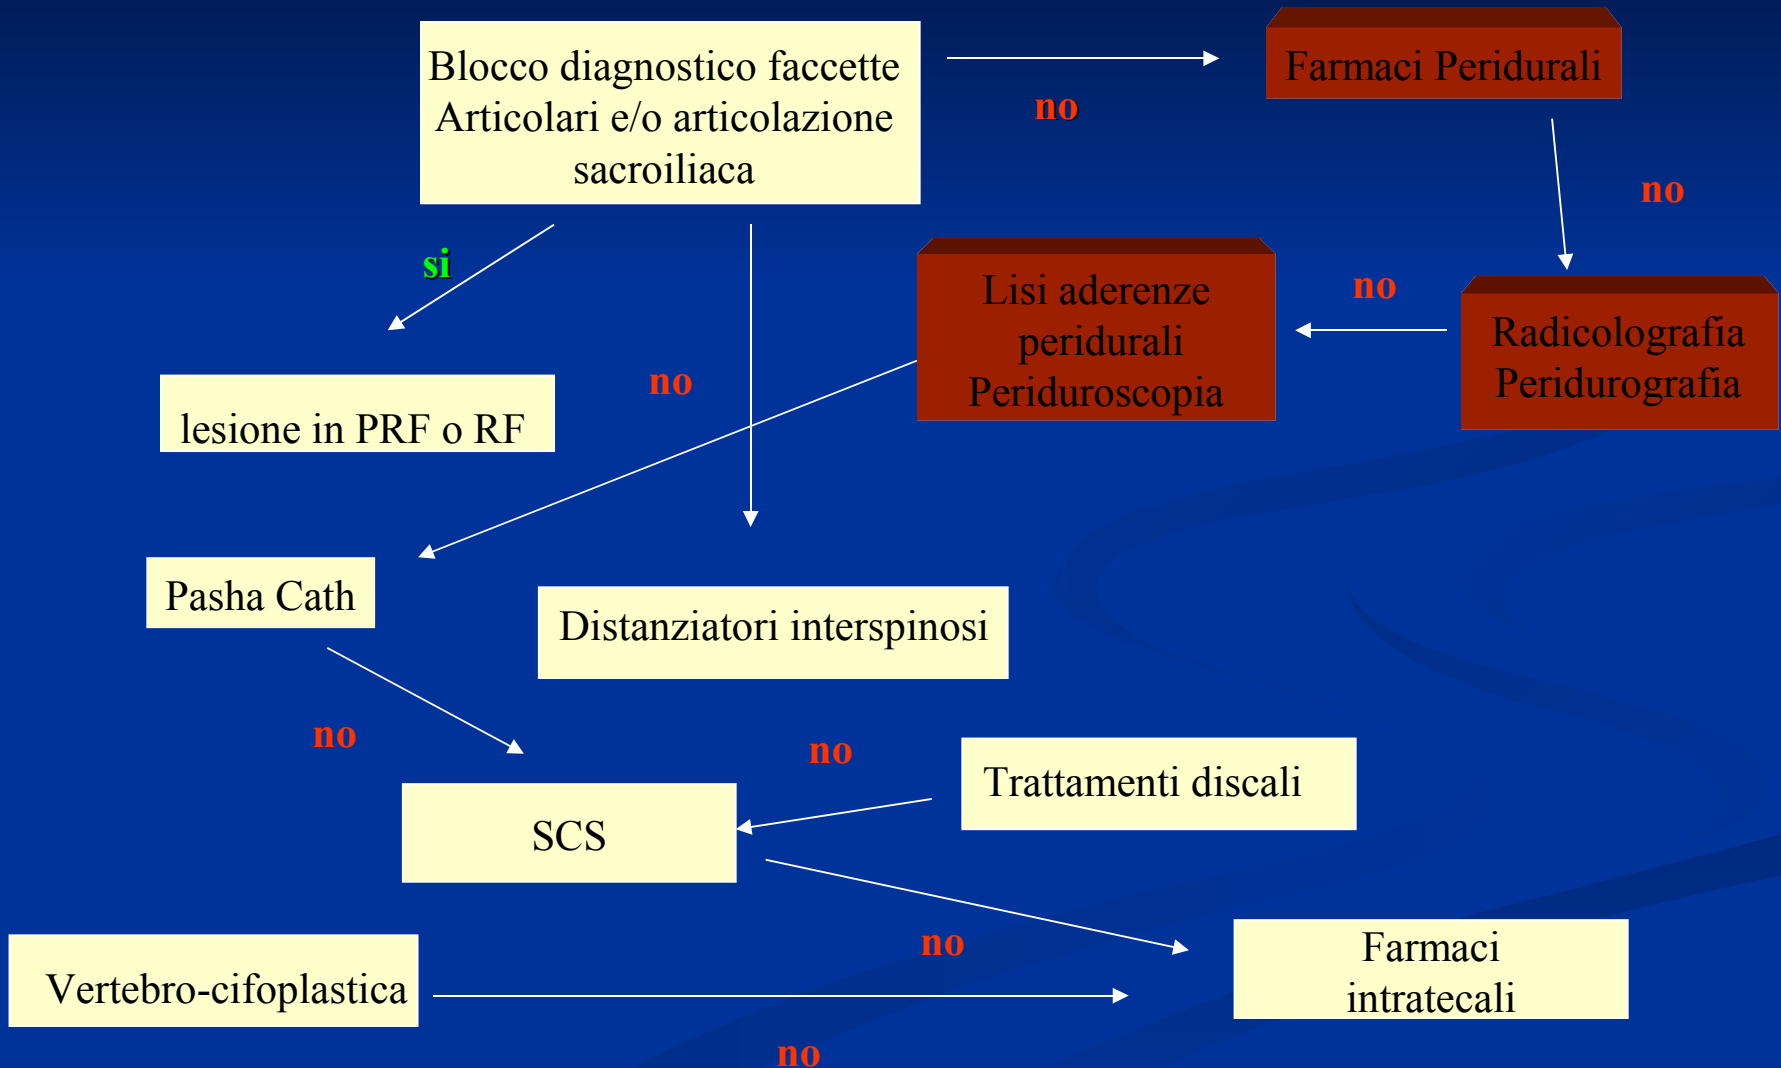 Blocco diagnostico faccette
Articolari e/o articolazione
sacroiliaca
no
Farmaci Peridurali
no
si
Lisi aderenze
peridurali
Periduroscopia
no
Radicolografia
Peridurografia
no
lesione in PRF o RF
Pasha Cath
Distanziatori interspinosi
no
no
Trattamenti discali
SCS
no
Farmaci
intratecali
Vertebro-cifoplastica
no